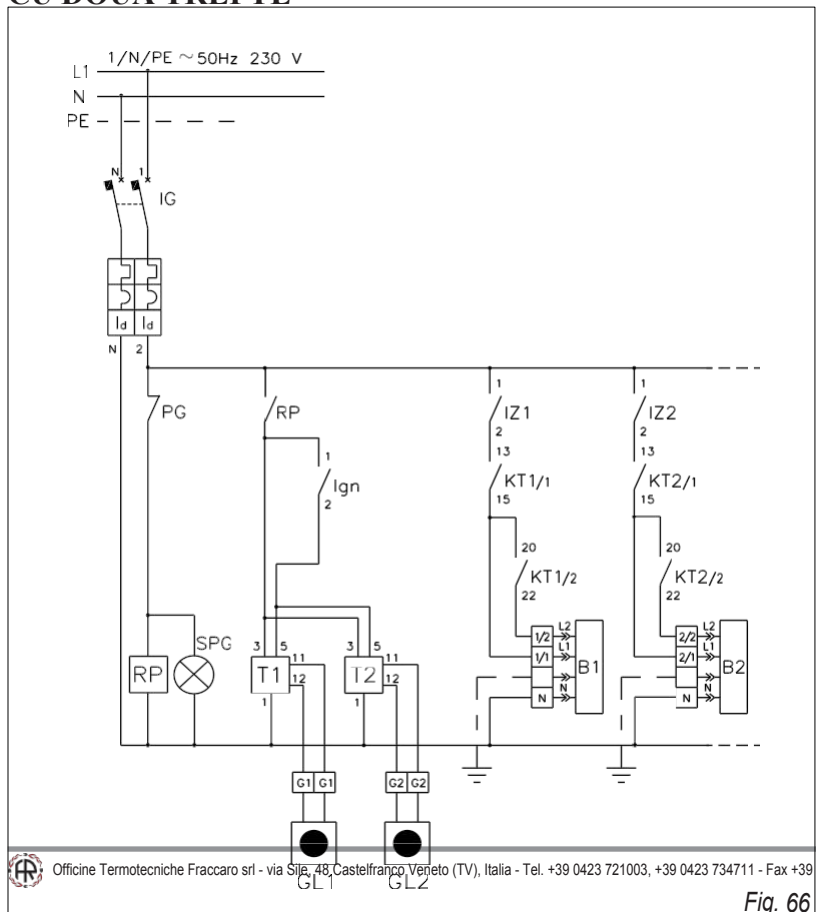 CU DOUA TREPTE
1/N/PE ~ 50Hz 230 V
L1
N
PE
N 1
IG
Id Id
N 2
PG
RP
1
Ign
2
1
IZ1
2
13
KT1/1
15
20
KT1/2
22
1
IZ2
2
13
KT2/1
15
20
KT2/2
22
SPG
RP
3 5
T1
11
12
1
3 5
T2
11
12
1
1/2 L2
1/1 L1
B1
N N
2/2 L2
2/1 L1
B2
N N
G1 G1
G2 G2
GL1
GL2
Officine Termotecniche Fraccaro srl - via Sile, 48 Castelfranco Veneto (TV), Italia - Tel. +39 0423 721003, +39 0423 734711 - Fax +39
Fig. 66